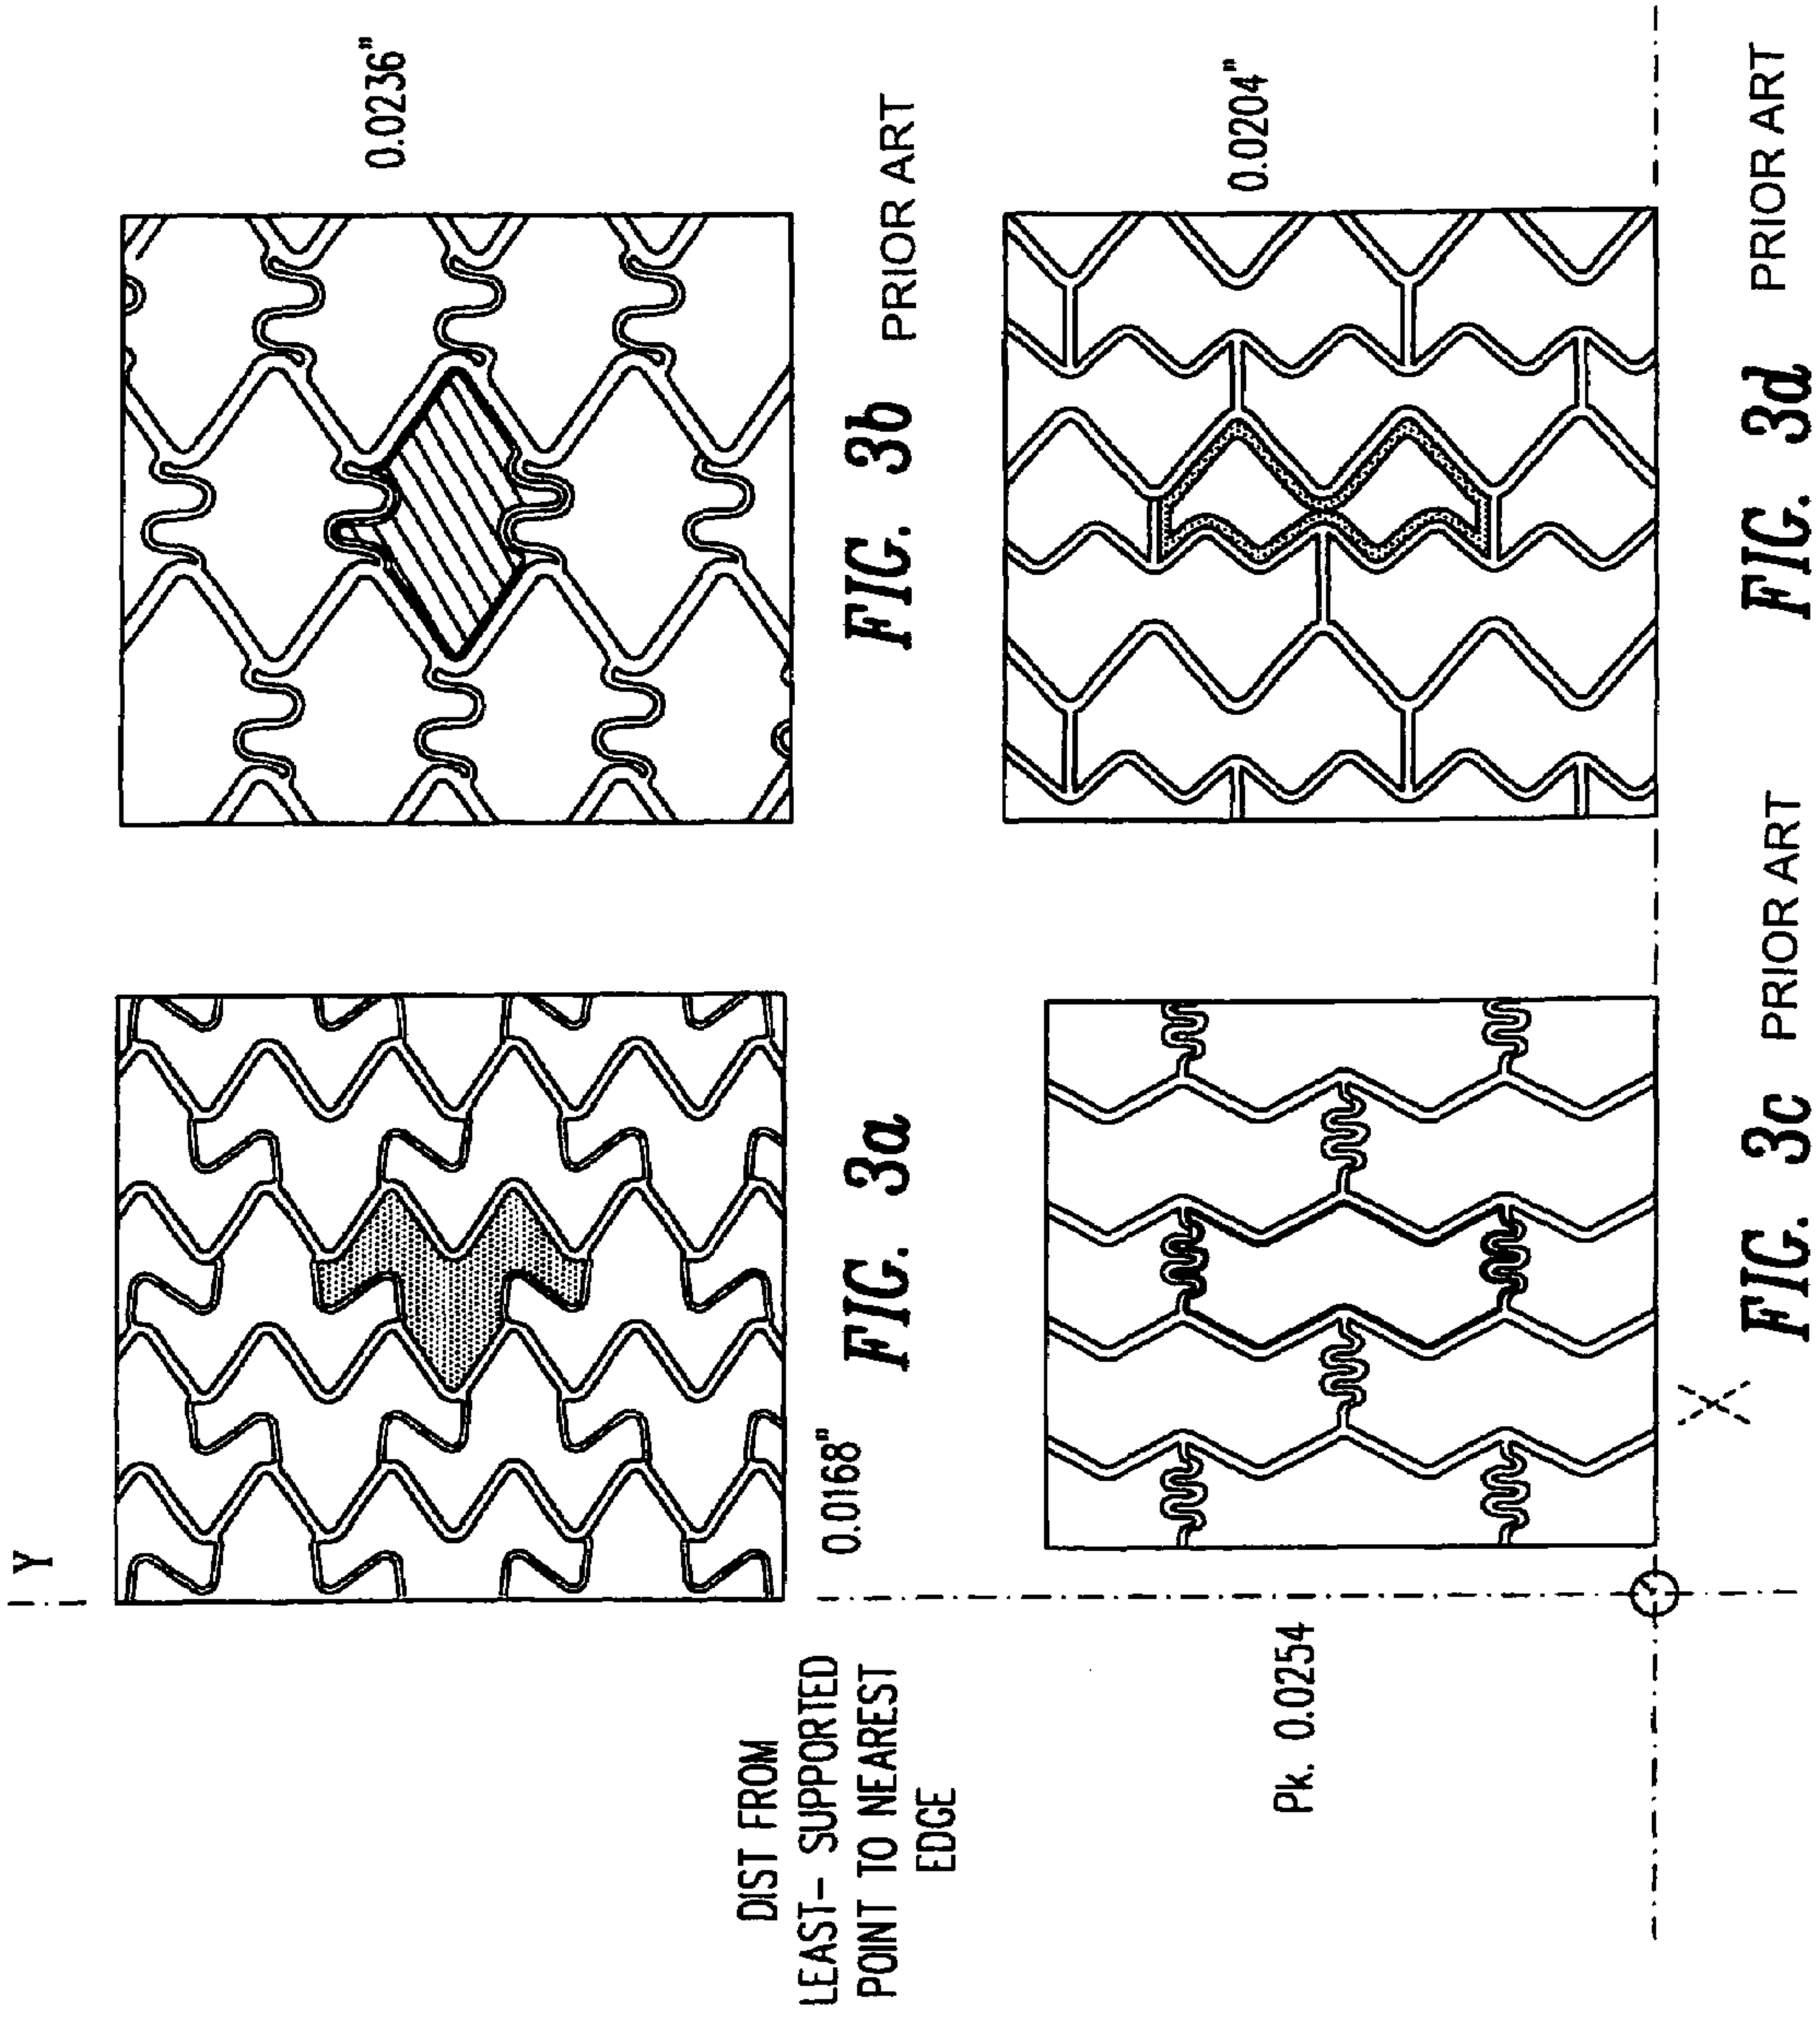 Y
0.0236"
DIST FROM
LEAST- SUPPORTED
POINT TO NEAREST
EDGE
0.0168"
FIG. 3a
FIG. 3b PRIOR ART
Pk. 0.0254
0.0204"
X
FIG. 3c PRIOR ART
FIG. 3d PRIOR ART